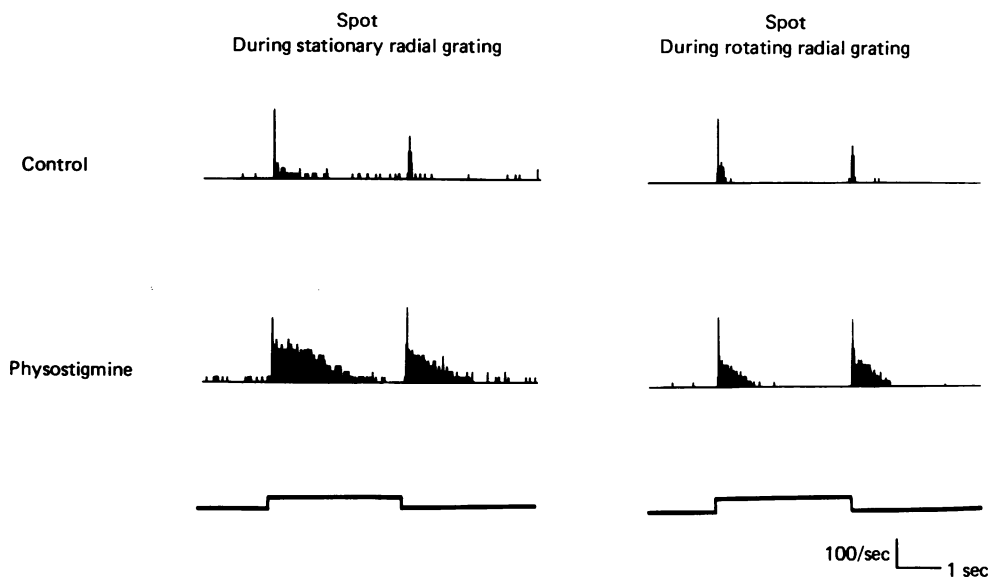 Spot
During stationary radial grating
Spot
During rotating radial grating
Control
Physostigmine
100/sec
1 sec